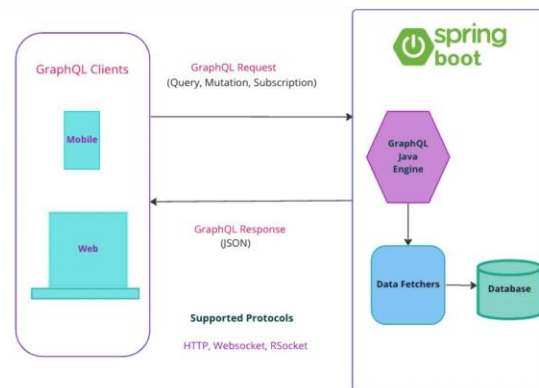 GraphQL Clients
Mobile
Web
GraphQL Request
(Query, Mutation, Subscription)
GraphQL Response
(JSON)
Supported Protocols
HTTP, Websocket, RSocket
spring
boot
GraphQL
Java
Engine
Data Fetchers
Database